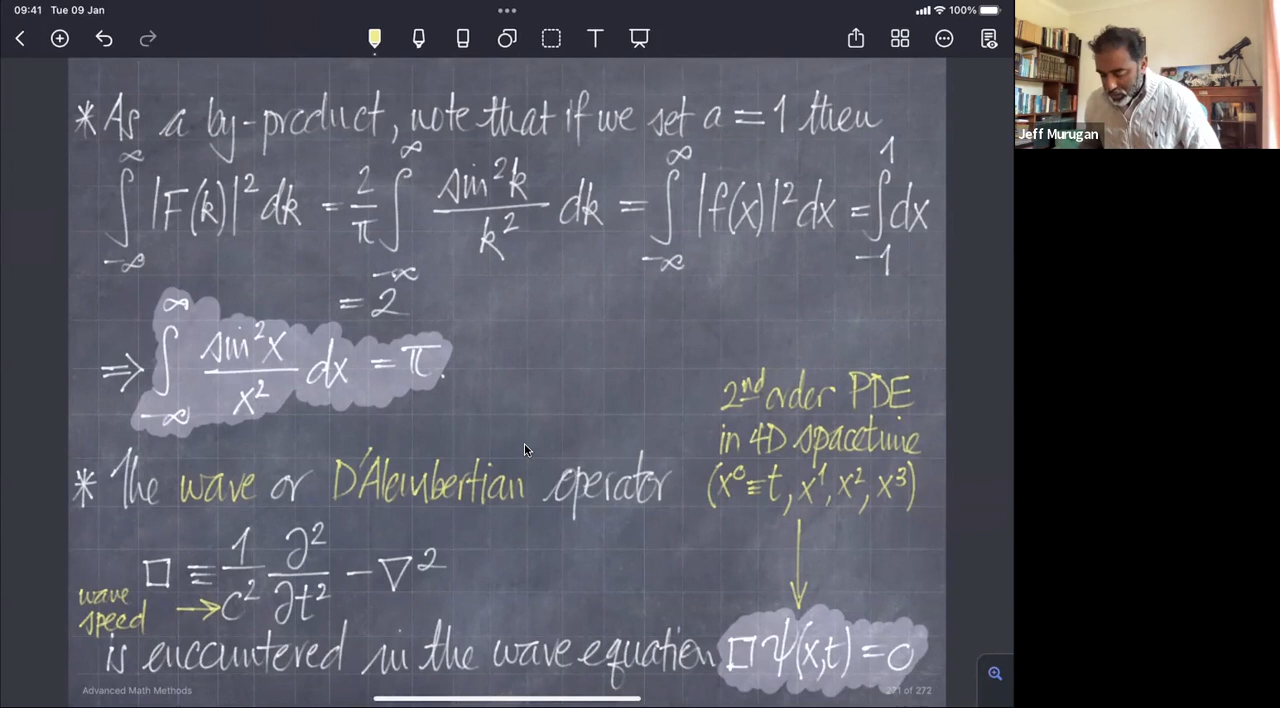 09:41 Tue 09 Jan
100%
Jeff Murugan
* As a by-product, note that if we set a = 1 then
∫_{-∞}^{∞} |F(k)|² dk = 2/π ∫_{-∞}^{∞} sin²k/k² dk = ∫_{-∞}^{∞} |f(x)|² dx = ∫_{-1}^{1} dx
= 2
⇒ ∫_{-∞}^{∞} sin²x/x² dx = π.
2nd order PDE
in 4D spacetime
(x⁰ ≡ t, x¹, x², x³)
* The wave or D'Alembertian operator
□ ≡ 1/c² ∂²/∂t² − ∇²
wave
speed →
is encountered in the wave equation □ψ(x,t) = 0
Advanced Math Methods
271 of 272